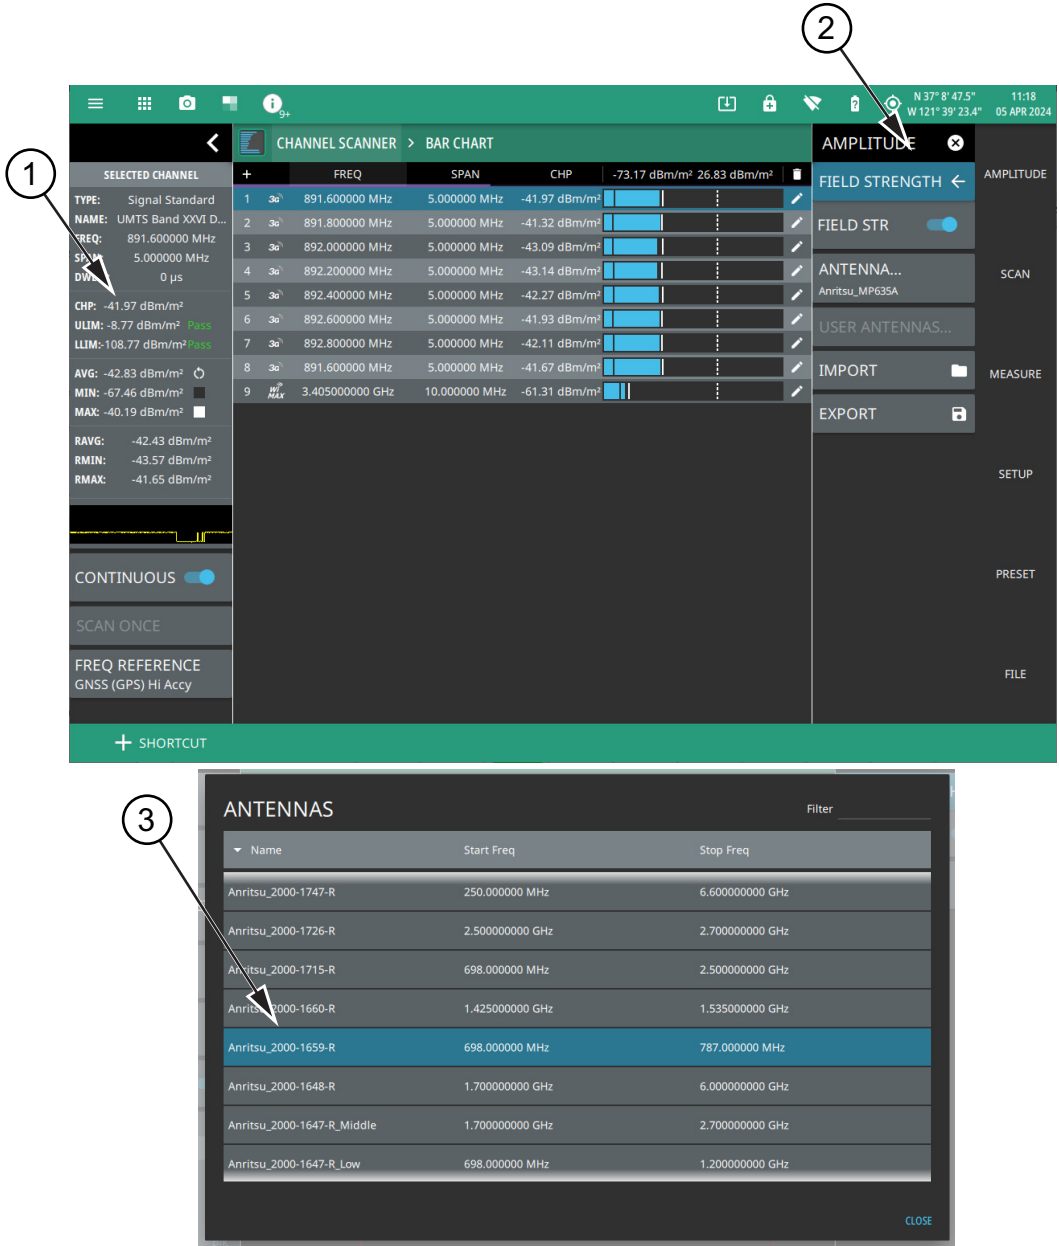 2
9+
N 37° 8' 47.5" 11:18
W 121° 39' 23.4" 05 APR 2024
1
CHANNEL SCANNER > BAR CHART
AMPLITUDE
SELECTED CHANNEL
TYPE: Signal Standard
NAME: UMTS Band XXVI D...
FREQ: 891.600000 MHz
5.000000 MHz
0 µs
CHP: -41.97 dBm/m²
ULIM: -8.77 dBm/m² Pass
LLIM:-108.77 dBm/m² Pass
AVG: -42.83 dBm/m²
MIN: -67.46 dBm/m²
MAX: -40.19 dBm/m²
RAVG: -42.43 dBm/m²
RMIN: -43.57 dBm/m²
RMAX: -41.65 dBm/m²
CONTINUOUS
SCAN ONCE
FREQ REFERENCE
GNSS (GPS) Hi Accy
+ FREQ SPAN CHP -73.17 dBm/m² 26.83 dBm/m²
1 3G 891.600000 MHz 5.000000 MHz -41.97 dBm/m²
2 3G 891.800000 MHz 5.000000 MHz -41.32 dBm/m²
3 3G 892.000000 MHz 5.000000 MHz -43.09 dBm/m²
4 3G 892.200000 MHz 5.000000 MHz -43.14 dBm/m²
5 3G 892.400000 MHz 5.000000 MHz -42.27 dBm/m²
6 3G 892.600000 MHz 5.000000 MHz -41.93 dBm/m²
7 3G 892.800000 MHz 5.000000 MHz -42.11 dBm/m²
8 3G 891.600000 MHz 5.000000 MHz -41.67 dBm/m²
9 Wi MAX 3.405000000 GHz 10.000000 MHz -61.31 dBm/m²
FIELD STRENGTH
FIELD STR
ANTENNA...
Anritsu_MP635A
USER ANTENNAS...
IMPORT
EXPORT
AMPLITUDE
SCAN
MEASURE
SETUP
PRESET
FILE
+ SHORTCUT
3
ANTENNAS
Filter
Name Start Freq Stop Freq
Anritsu_2000-1747-R 250.000000 MHz 6.600000000 GHz
Anritsu_2000-1726-R 2.500000000 GHz 2.700000000 GHz
Anritsu_2000-1715-R 698.000000 MHz 2.500000000 GHz
Anritsu_2000-1660-R 1.425000000 GHz 1.535000000 GHz
Anritsu_2000-1659-R 698.000000 MHz 787.000000 MHz
Anritsu_2000-1648-R 1.700000000 GHz 6.000000000 GHz
Anritsu_2000-1647-R_Middle 1.700000000 GHz 2.700000000 GHz
Anritsu_2000-1647-R_Low 698.000000 MHz 1.200000000 GHz
CLOSE